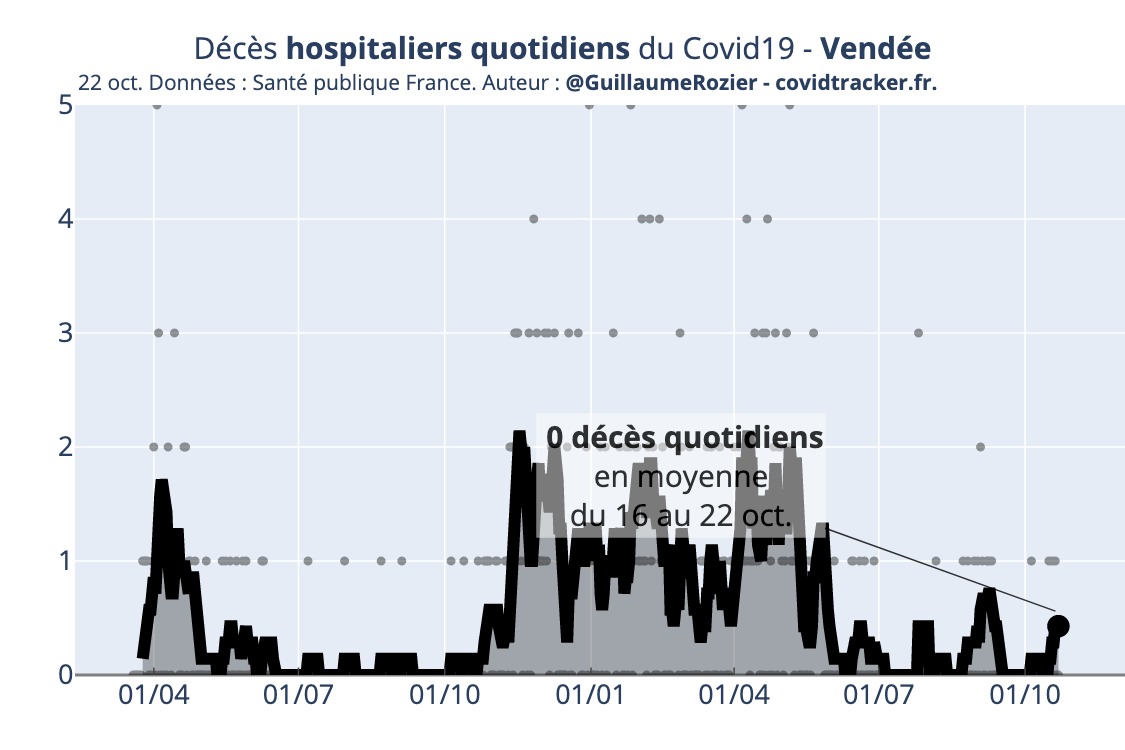 Décès hospitaliers quotidiens du Covid19 - Vendée
22 oct. Données : Santé publique France. Auteur : @GuillaumeRozier - covidtracker.fr.
5
4
3
2
1
0
0 décès quotidiens
en moyenne
du 16 au 22 oct.
01/04 01/07 01/10 01/01 01/04 01/07 01/10